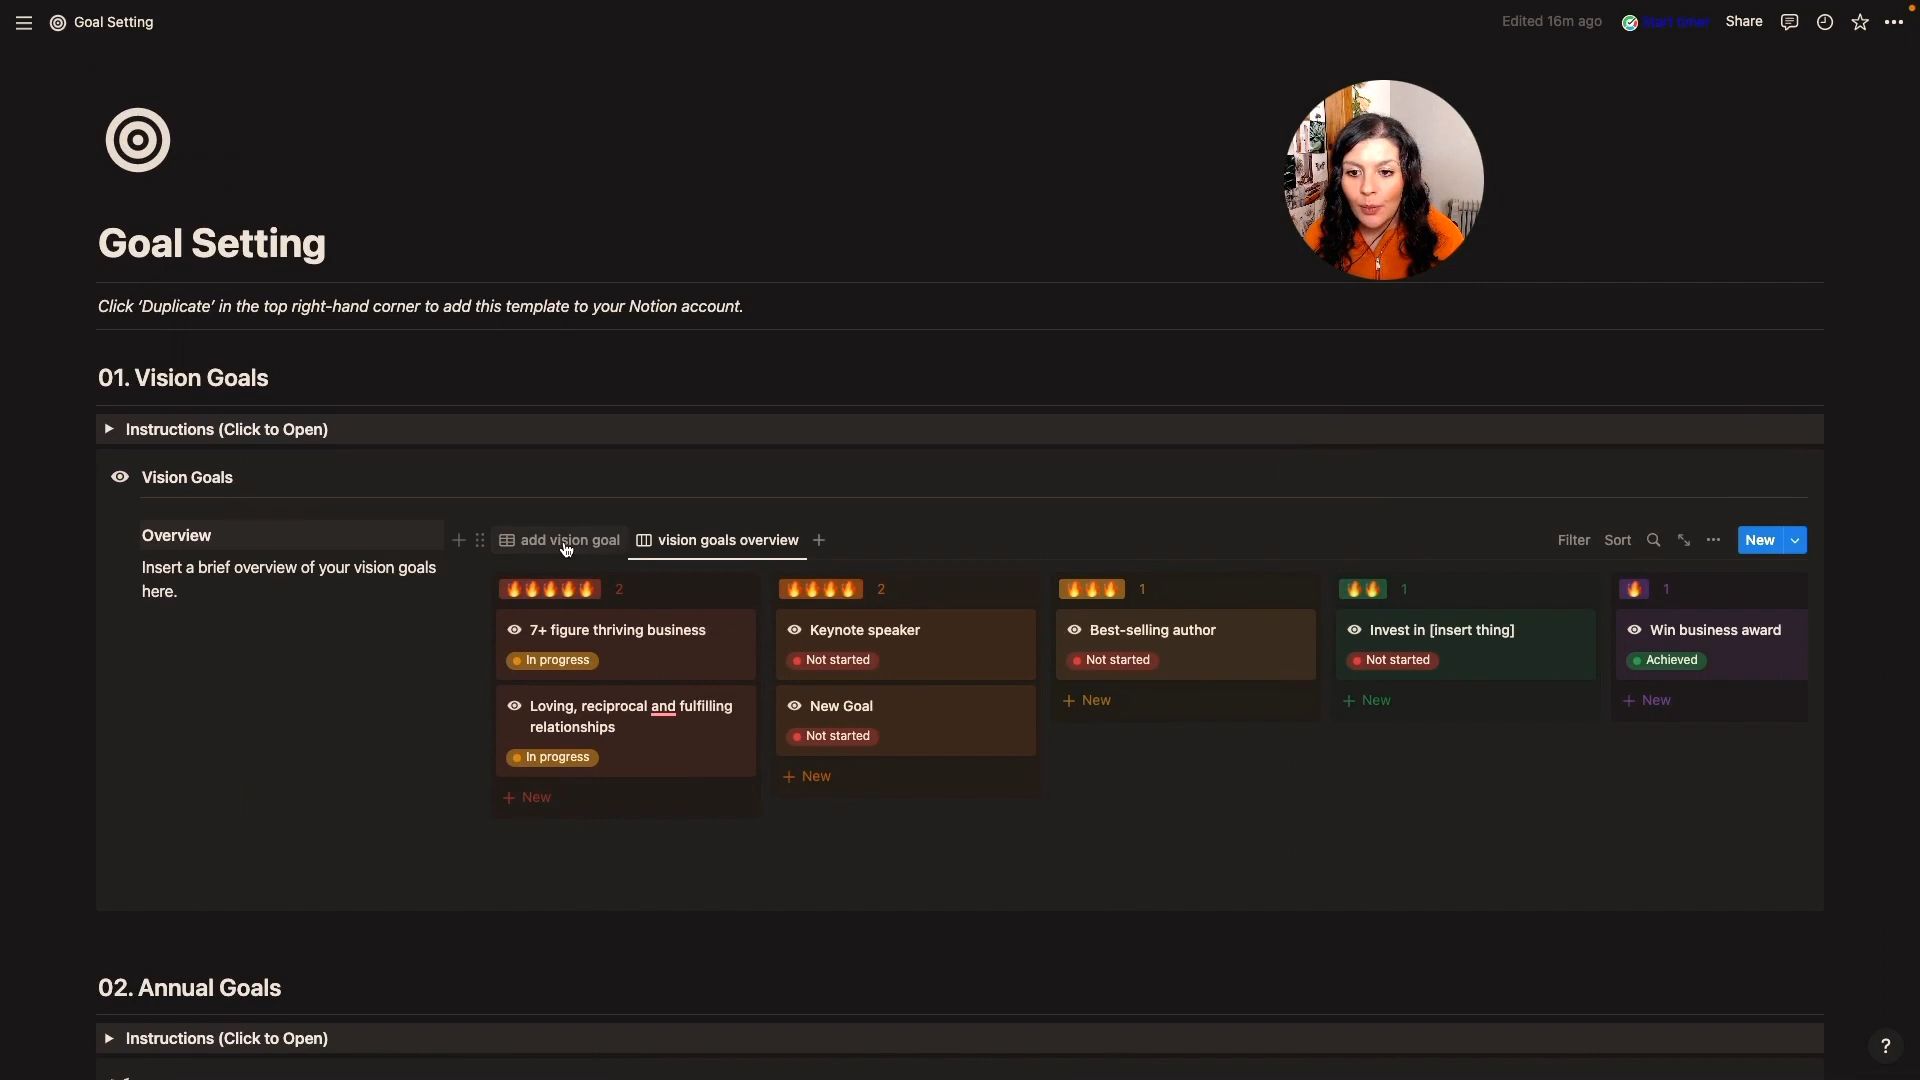 Goal Setting
Edited 16m ago
Start timer
Share
Goal Setting
Click ‘Duplicate’ in the top right-hand corner to add this template to your Notion account.
01. Vision Goals
Instructions (Click to Open)
Vision Goals
Overview
Insert a brief overview of your vision goals
here.
add vision goal
vision goals overview
Filter
Sort
New
🔥🔥🔥🔥🔥 2
7+ figure thriving business
In progress
Loving, reciprocal and fulfilling
relationships
In progress
+ New
🔥🔥🔥🔥 2
Keynote speaker
Not started
New Goal
Not started
+ New
🔥🔥🔥 1
Best-selling author
Not started
+ New
🔥🔥 1
Invest in [insert thing]
Not started
+ New
🔥 1
Win business award
Achieved
+ New
02. Annual Goals
Instructions (Click to Open)
?